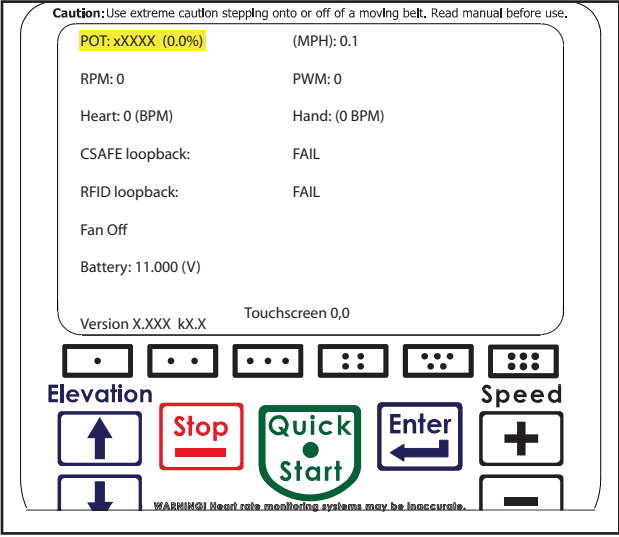 Caution: Use extreme caution stepping onto or off of a moving belt. Read manual before use.
POT: xXXXX (0.0%) (MPH): 0.1
RPM: 0 PWM: 0
Heart: 0 (BPM) Hand: (0 BPM)
CSAFE loopback: FAIL
RFID loopback: FAIL
Fan Off
Battery: 11.000 (V)
Touchscreen 0,0
Version X.XXX kX.X
Elevation Speed
Stop Quick Start Enter
WARNING! Heart rate monitoring systems may be inaccurate.